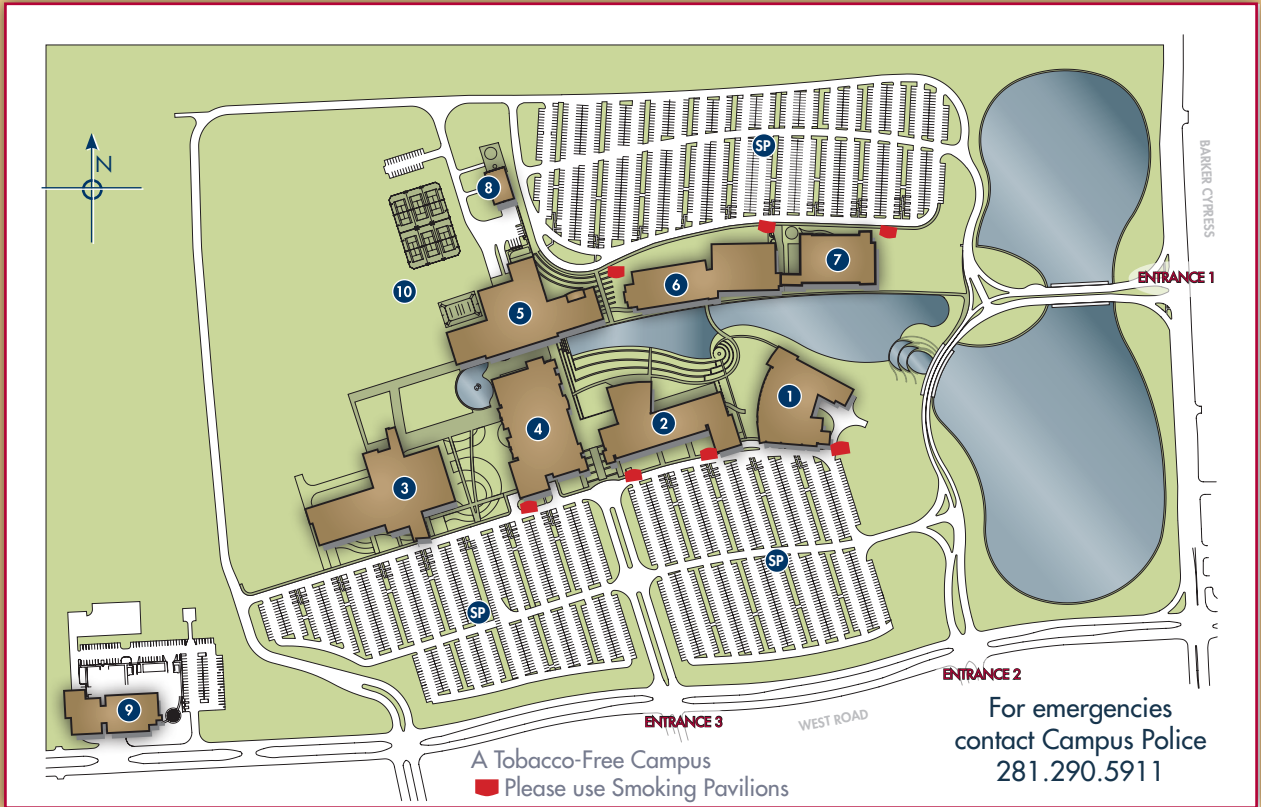 N
8
SP
BARKER CYPRESS
7
ENTRANCE 1
6
10
5
1
2
4
3
SP
SP
9
ENTRANCE 2
ENTRANCE 3
WEST ROAD
For emergencies
contact Campus Police
281.290.5911
A Tobacco-Free Campus
Please use Smoking Pavilions